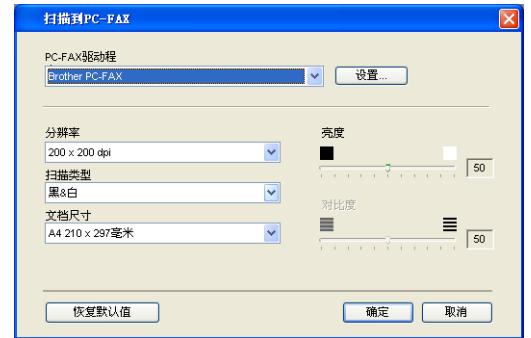 扫描到PC-FAX
PC-FAX驱动程
Brother PC-FAX
设置...
分辨率
200 x 200 dpi
扫描类型
黑&白
文档尺寸
A4 210 x 297毫米
亮度
50
对比度
50
恢复默认值
确定
取消